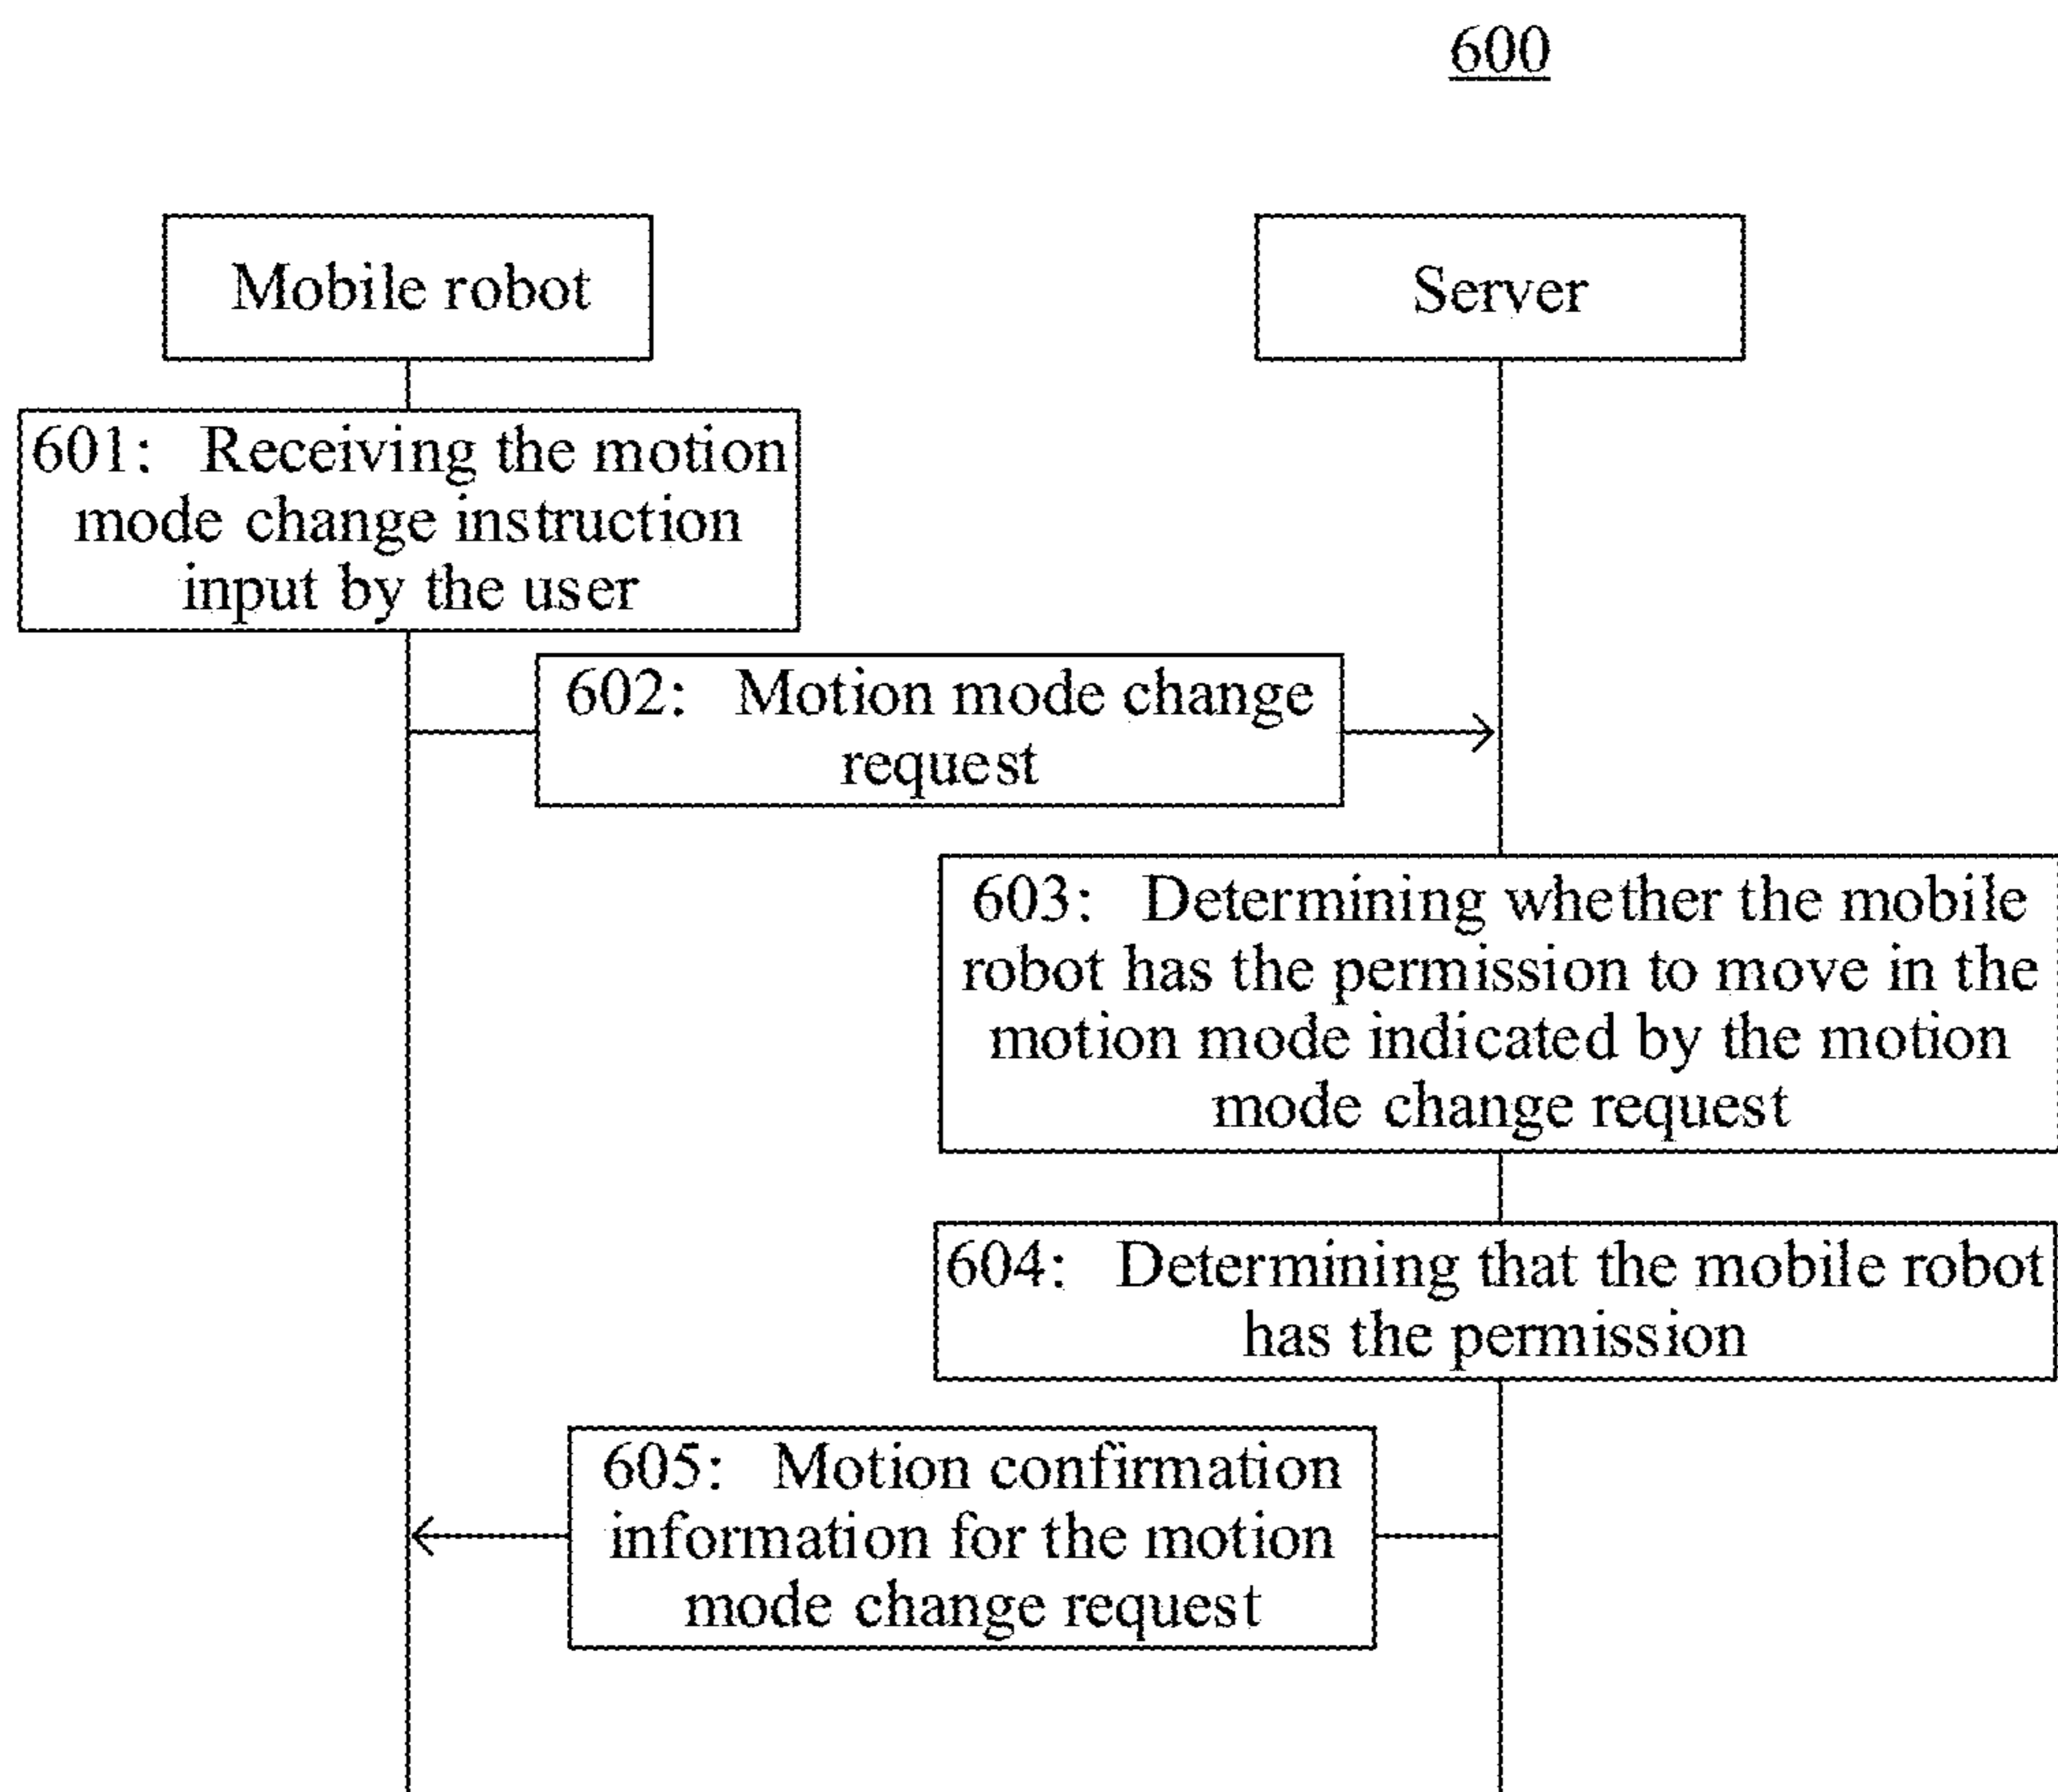 600
Mobile robot
Server
601: Receiving the motion
mode change instruction
input by the user
602: Motion mode change
request
603: Determining whether the mobile
robot has the permission to move in the
motion mode indicated by the motion
mode change request
604: Determining that the mobile robot
has the permission
605: Motion confirmation
information for the motion
mode change request